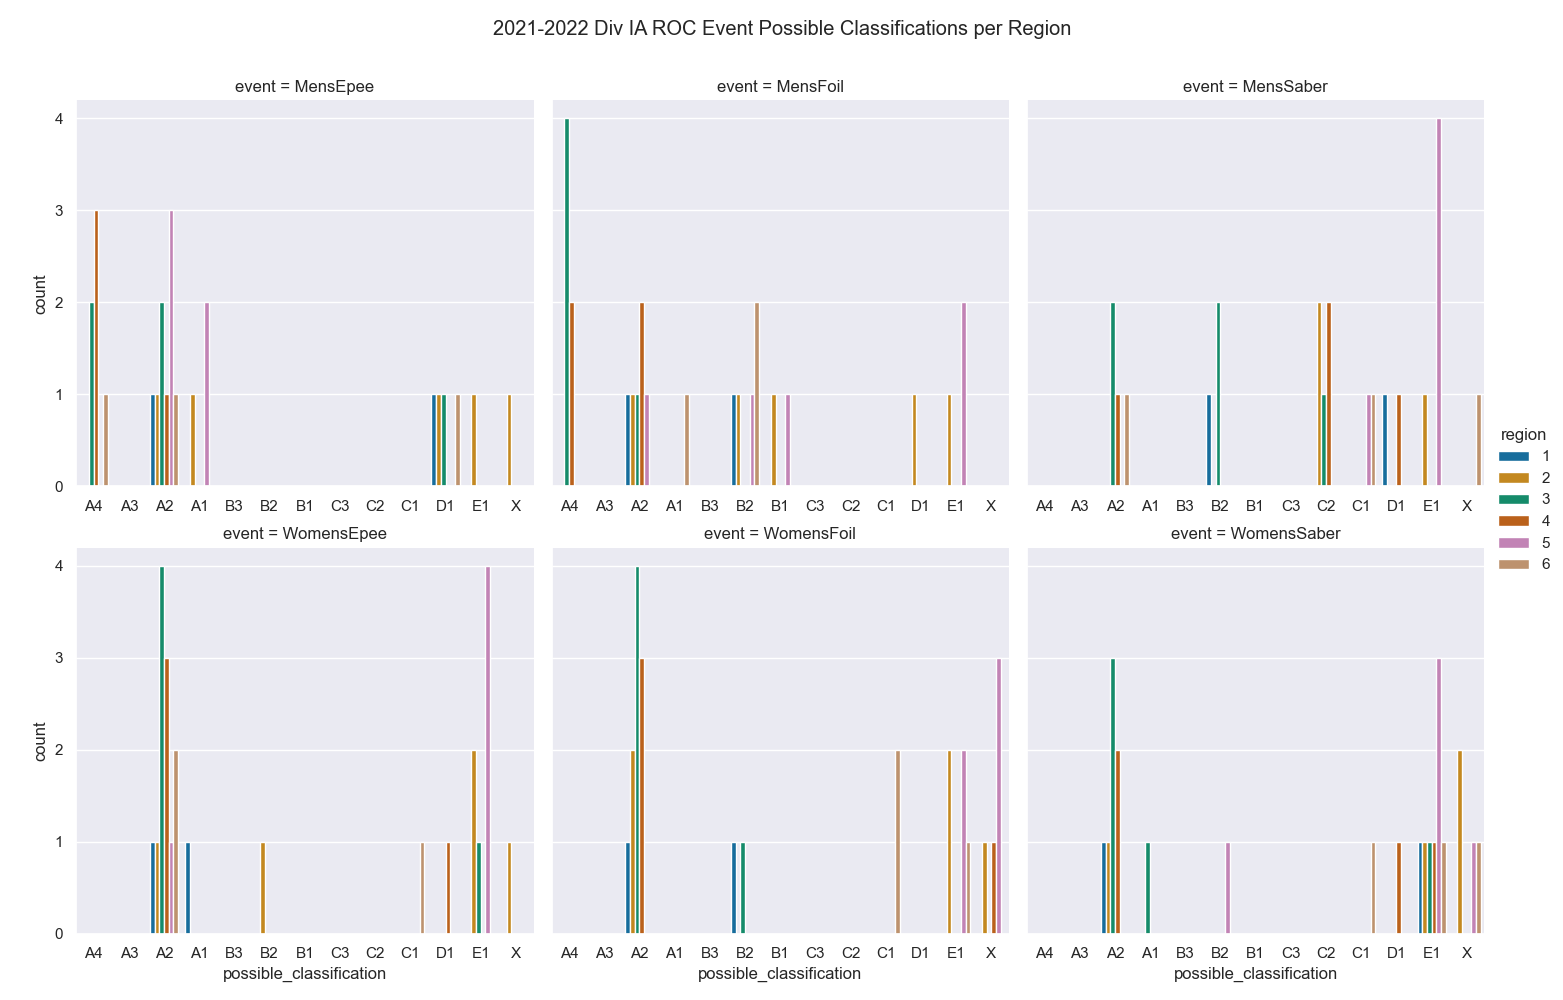 2021-2022 Div IA ROC Event Possible Classifications per Region
event = MensEpee
event = MensFoil
event = MensSaber
4
3
2
1
0
count
A4 A3 A2 A1 B3 B2 B1 C3 C2 C1 D1 E1 X
A4 A3 A2 A1 B3 B2 B1 C3 C2 C1 D1 E1 X
A4 A3 A2 A1 B3 B2 B1 C3 C2 C1 D1 E1 X
region
1
2
3
4
5
6
event = WomensEpee
event = WomensFoil
event = WomensSaber
4
3
2
1
0
count
A4 A3 A2 A1 B3 B2 B1 C3 C2 C1 D1 E1 X
A4 A3 A2 A1 B3 B2 B1 C3 C2 C1 D1 E1 X
A4 A3 A2 A1 B3 B2 B1 C3 C2 C1 D1 E1 X
possible_classification
possible_classification
possible_classification